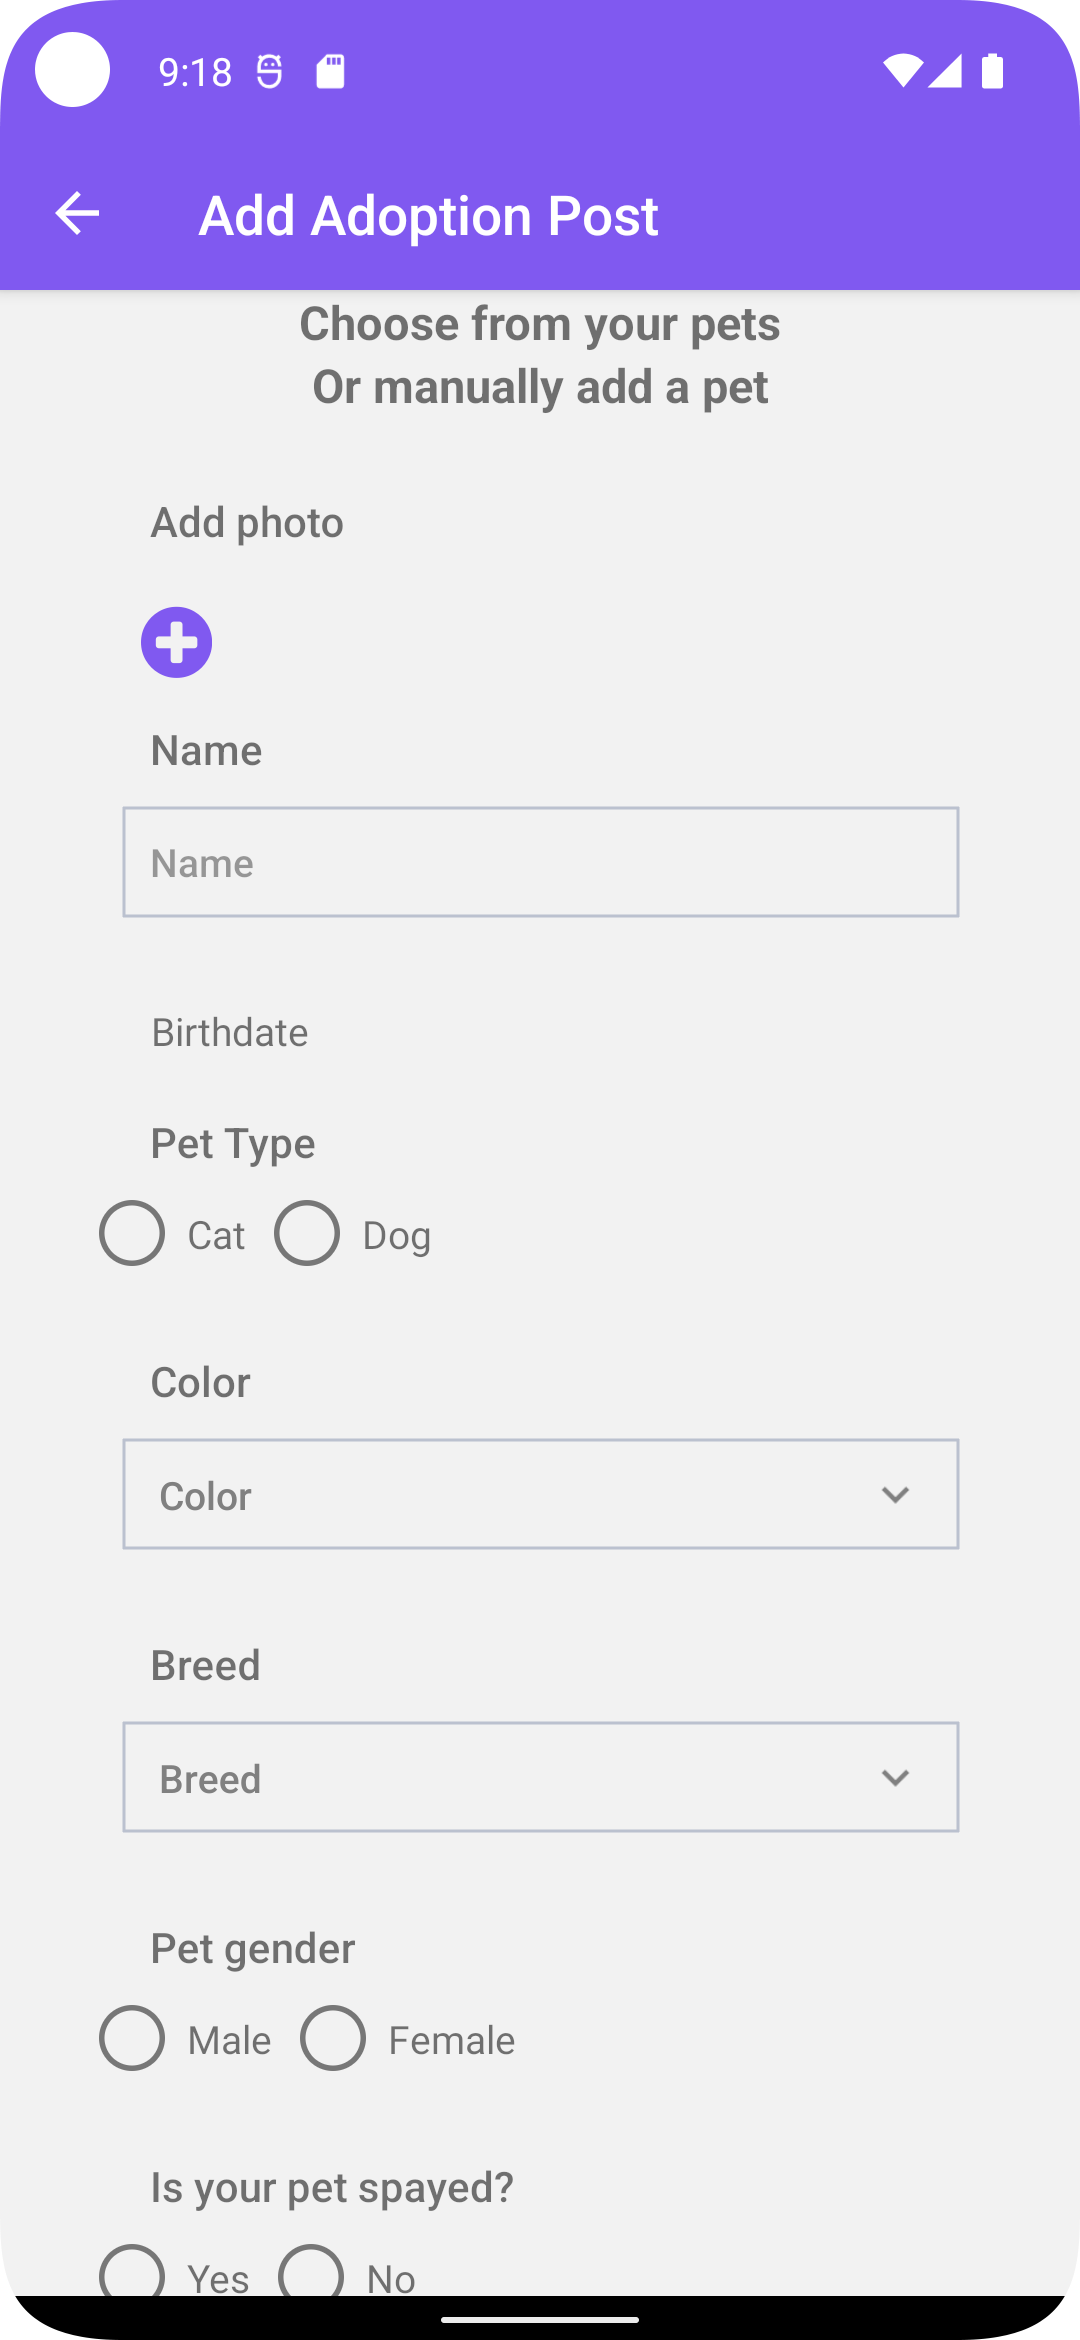 9:18
Add Adoption Post
Choose from your pets
Or manually add a pet
Add photo
Name
Name
Birthdate
Pet Type
Cat Dog
Color
Color
Breed
Breed
Pet gender
Male Female
Is your pet spayed?
Yes No